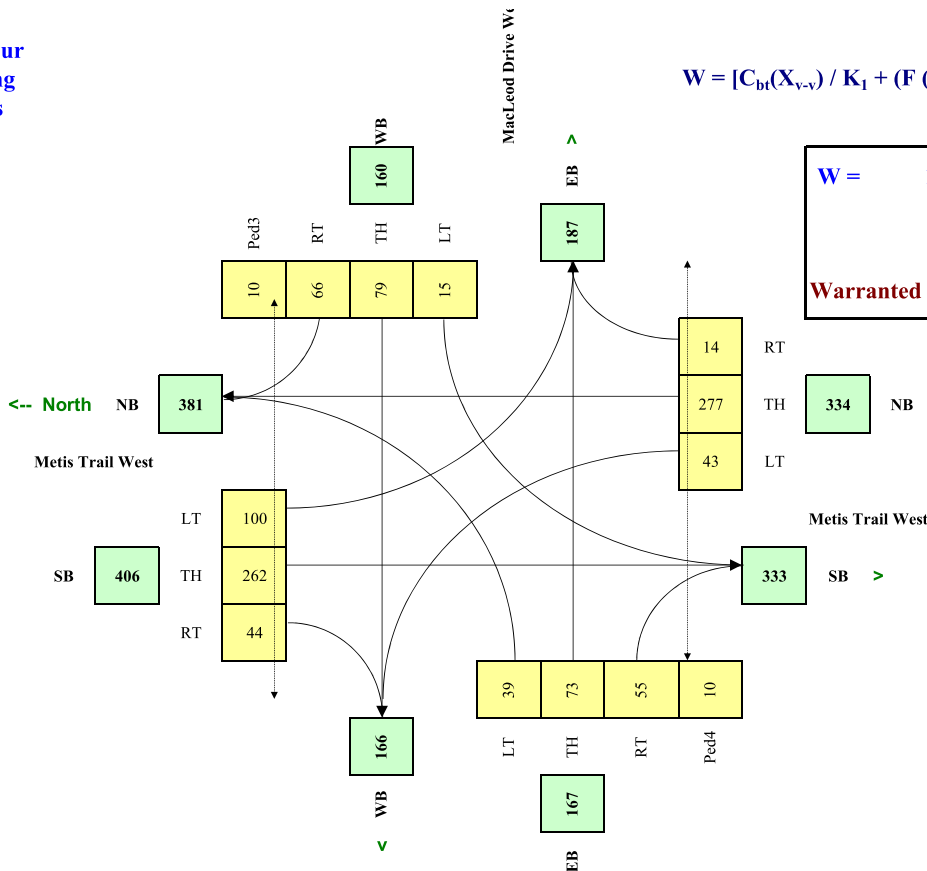 MacLeod Drive
ur
ng
s
W = [Cbt(Xv-v) / K1 + (F (
WB
^
160
EB
W =
Ped3
RT
TH
LT
187
10
66
79
15
Warranted
14
RT
<-- North
NB
381
277
TH
334
NB
Metis Trail West
43
LT
LT
100
Metis Trail West
SB
406
TH
262
333
SB
>
RT
44
39
73
55
10
166
LT
TH
RT
Ped4
WB
167
v
EB